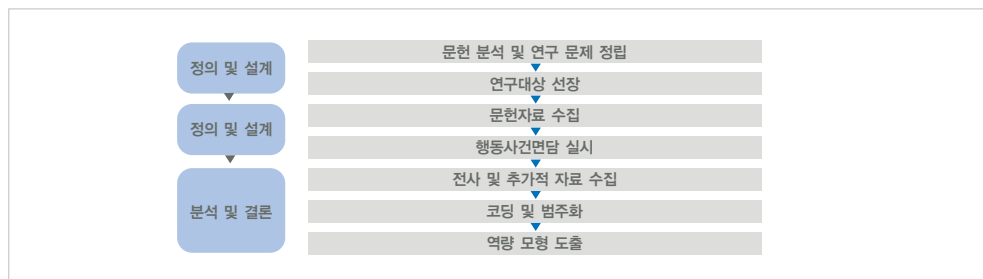 정의 및 설계
정의 및 설계
분석 및 결론
문헌 분석 및 연구 문제 정립
연구대상 선장
문헌자료 수집
행동사건면담 실시
전사 및 추가적 자료 수집
코딩 및 범주화
역량 모형 도출